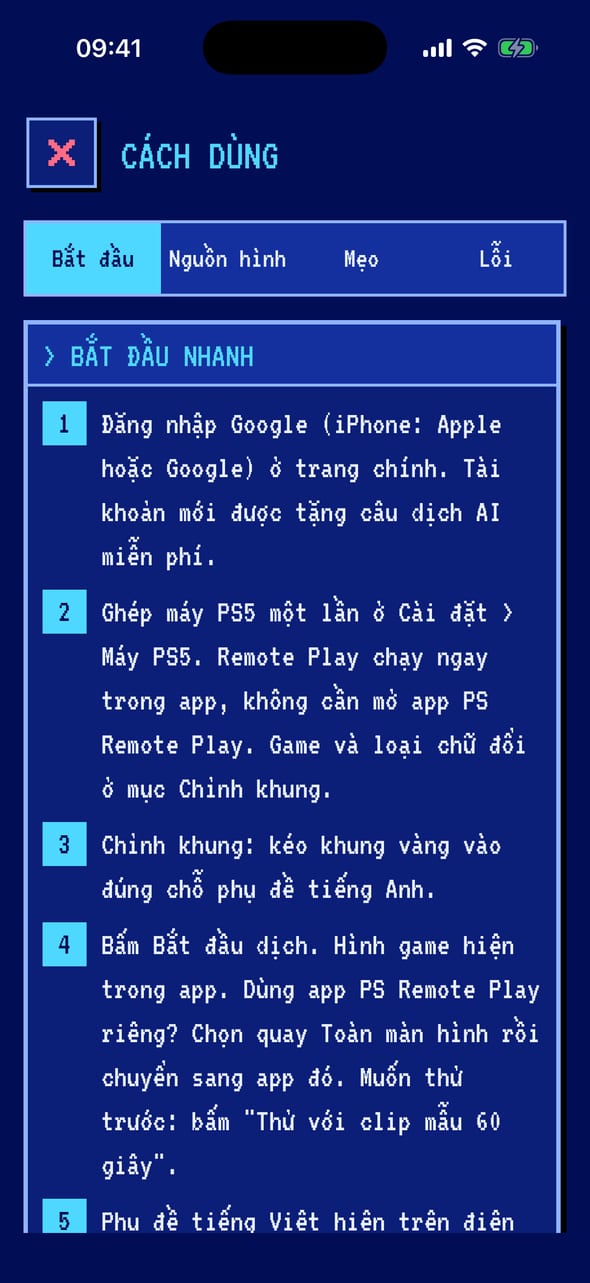 09:41
CÁCH DÙNG
Bắt đầu Nguồn hình Mẹo Lỗi
> BẮT ĐẦU NHANH
1 Đăng nhập Google (iPhone: Apple
hoặc Google) ở trang chính. Tài
khoản mới được tặng câu dịch AI
miễn phí.
2 Ghép máy PS5 một lần ở Cài đặt >
Máy PS5. Remote Play chạy ngay
trong app, không cần mở app PS
Remote Play. Game và loại chữ đổi
ở mục Chỉnh khung.
3 Chỉnh khung: kéo khung vàng vào
đúng chỗ phụ đề tiếng Anh.
4 Bấm Bắt đầu dịch. Hình game hiện
trong app. Dùng app PS Remote Play
riêng? Chọn quay Toàn màn hình rồi
chuyển sang app đó. Muốn thử
trước: bấm "Thử với clip mẫu 60
giây".
5 Phụ đề tiếng Việt hiện trên điện